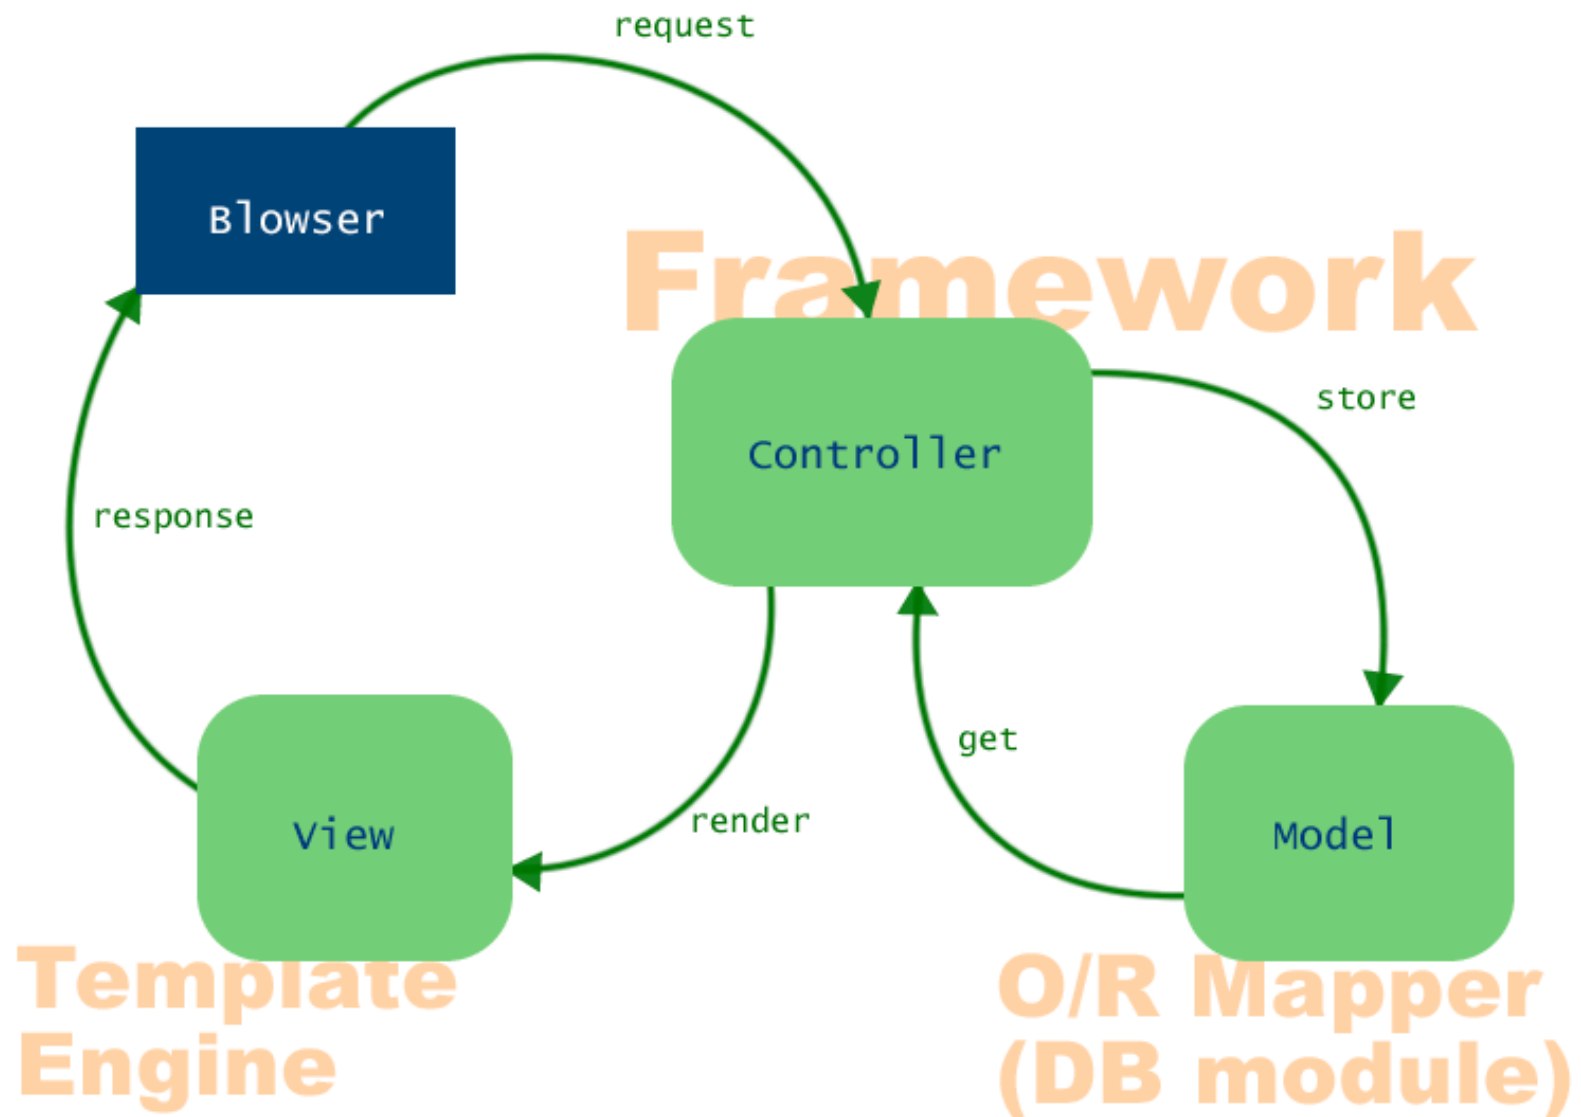 request
Blowser
Framework
store
Controller
response
get
render
View
Model
Template
Engine
O/R Mapper
(DB module)